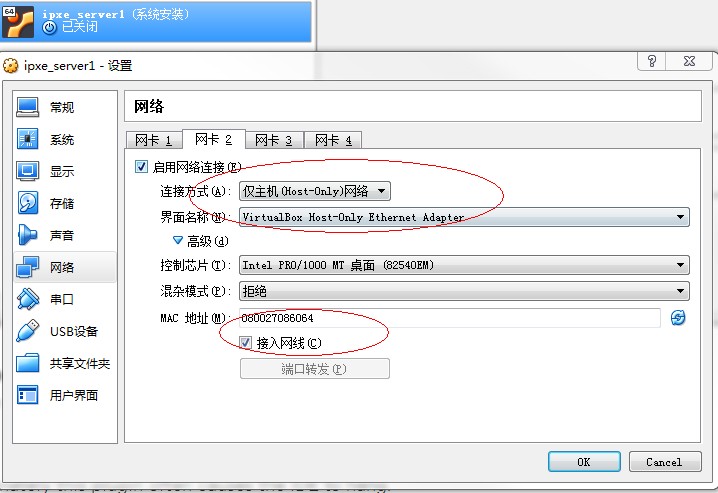 64
ipxe_server1 (系统安装)
已关闭
ipxe_server1 - 设置
?
常规
系统
显示
存储
声音
网络
串口
USB设备
共享文件夹
用户界面
网络
网卡 1 网卡 2 网卡 3 网卡 4
启用网络连接(E)
连接方式(A): 仅主机(Host-Only)网络
界面名称(N): VirtualBox Host-Only Ethernet Adapter
高级(d)
控制芯片(T): Intel PRO/1000 MT 桌面 (82540EM)
混杂模式(P): 拒绝
MAC 地址(M): 080027086064
接入网线(C)
端口转发(P)
OK Cancel